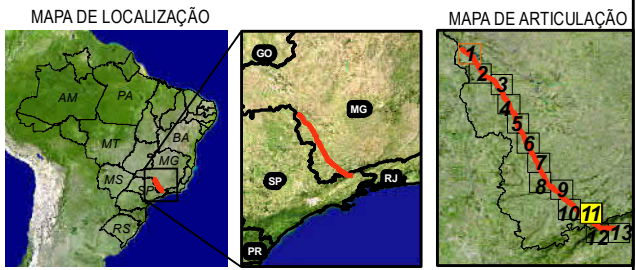 MAPA DE LOCALIZAÇÃO
AM
PA
MT
BA
MG
MS
SP
RS
GO
MG
SP
RJ
PR
MAPA DE ARTICULAÇÃO
1
2
3
4
5
6
7
8
9
10
11
12
13